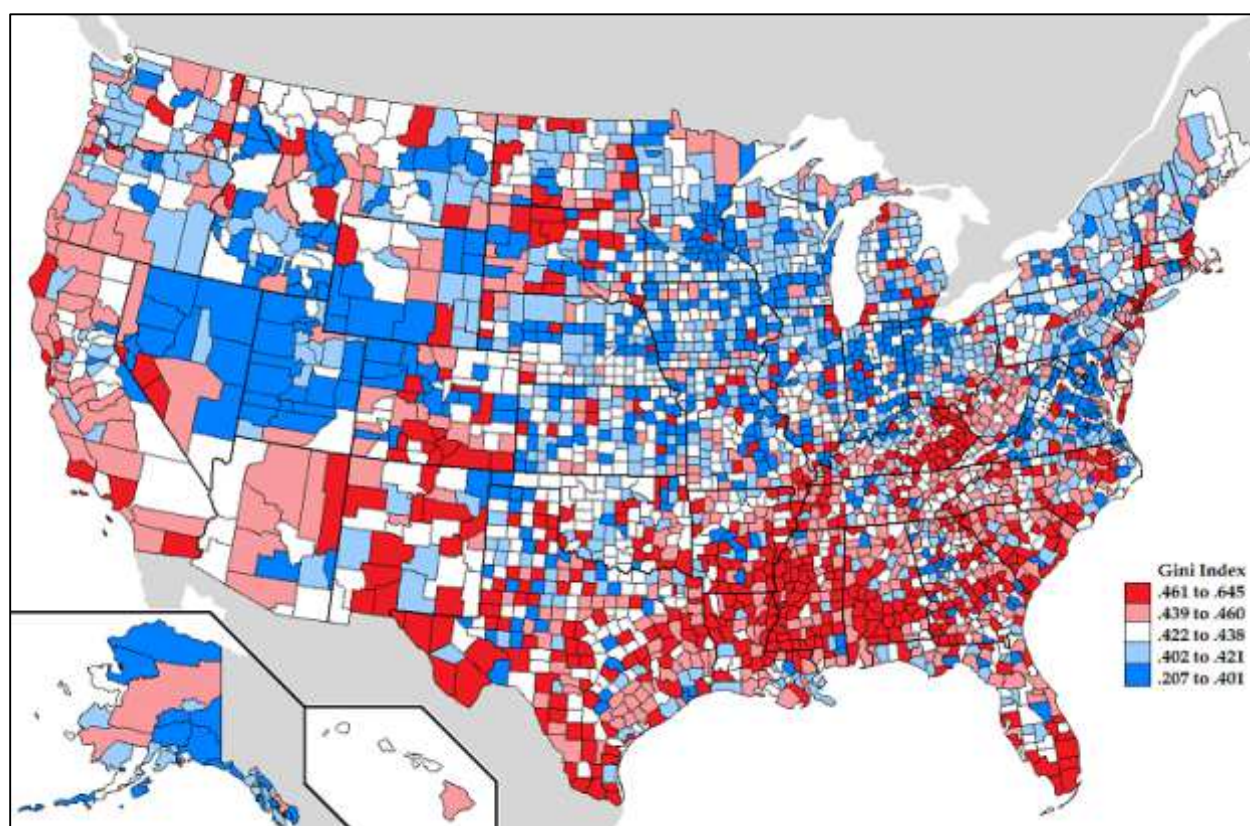 Gini Index
.461 to .645
.439 to .460
.422 to .438
.402 to .421
.207 to .401